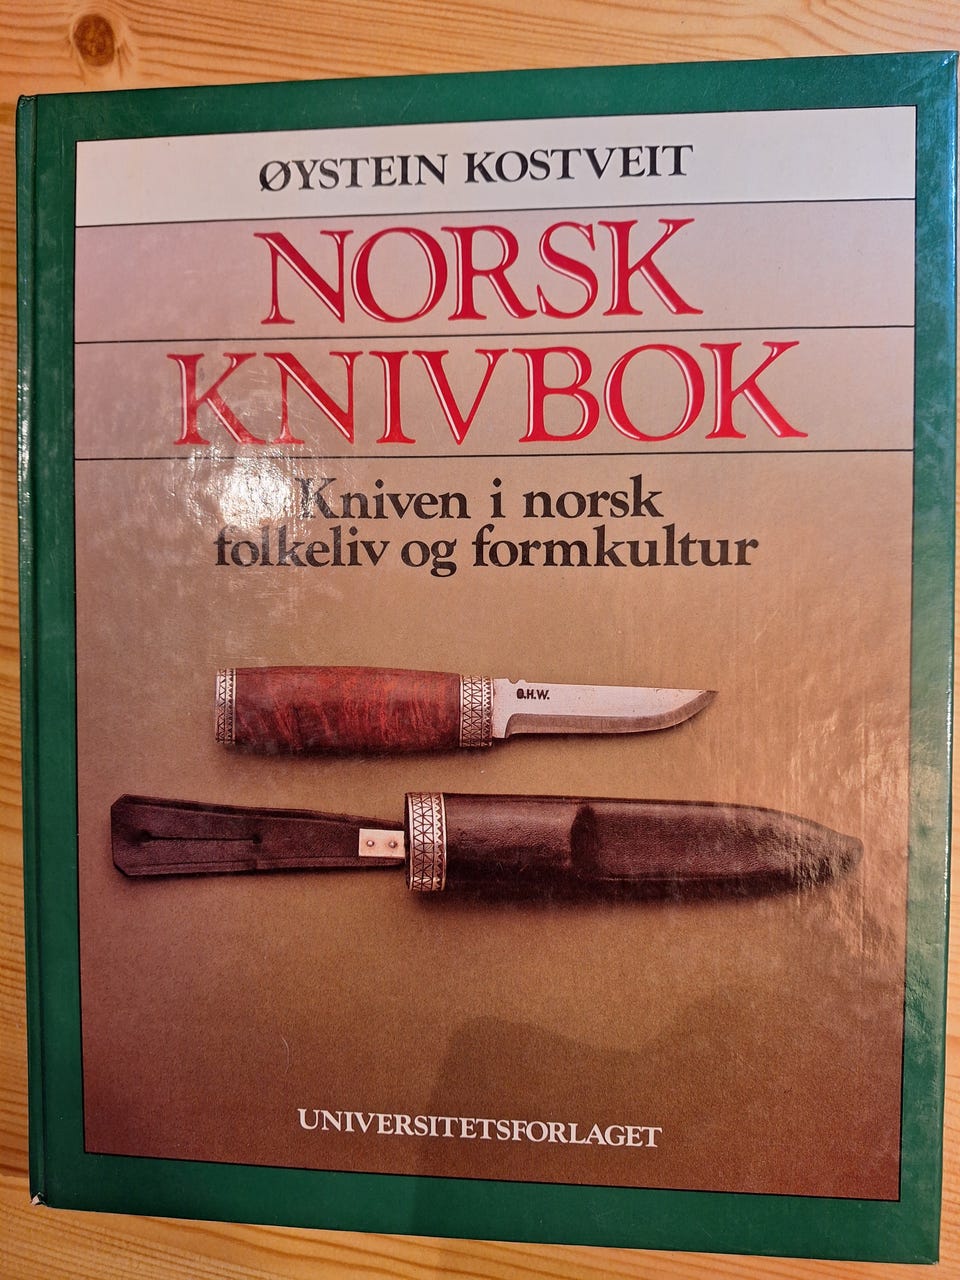 ØYSTEIN KOSTVEIT
NORSK
KNIVBOK
Kniven i norsk
folkeliv og formkultur
Ø.H.W.
UNIVERSITETSFORLAGET